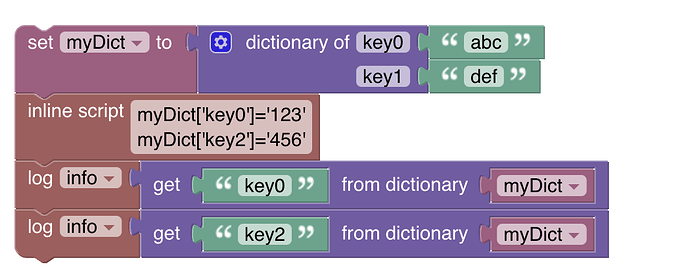 set myDict to dictionary of key0 “ abc ”
key1 “ def ”
inline script myDict['key0']='123'
myDict['key2']='456'
log info get “ key0 ” from dictionary myDict
log info get “ key2 ” from dictionary myDict